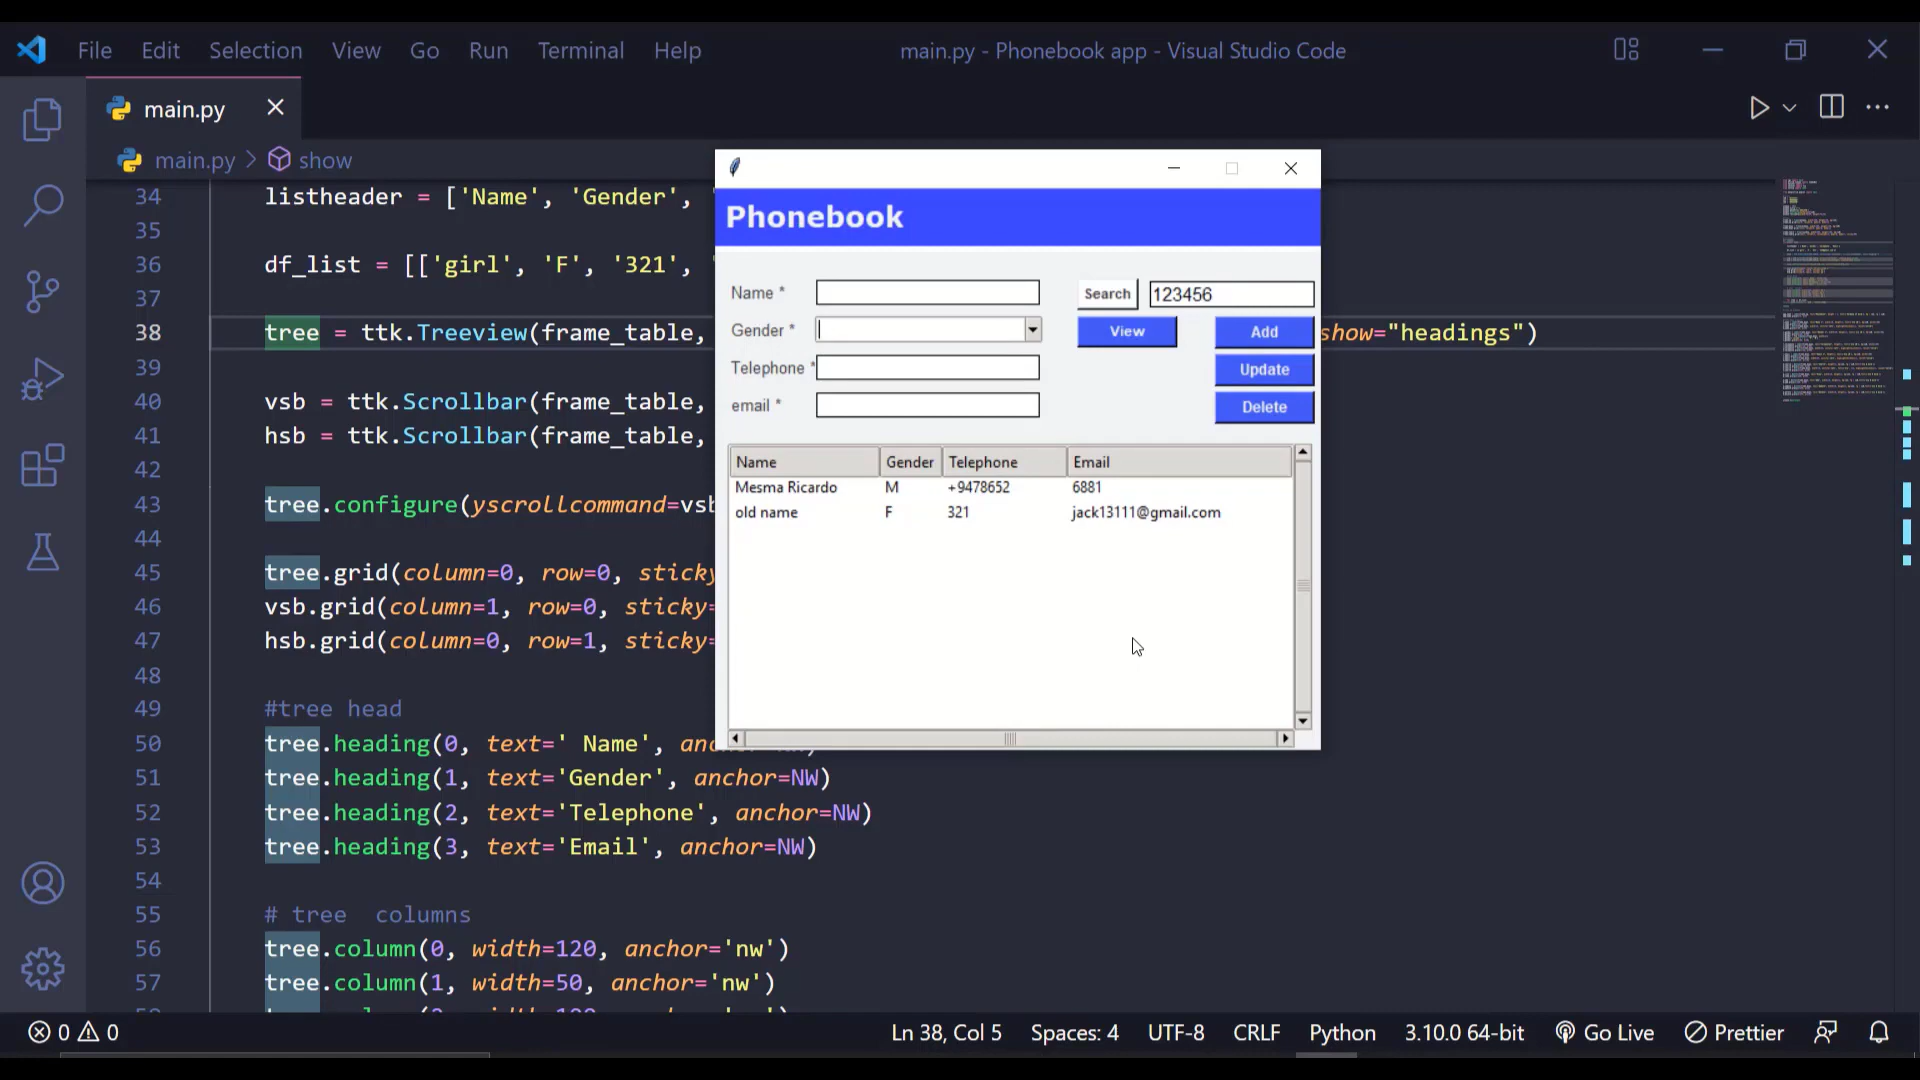 File Edit Selection View Go Run Terminal Help main.py - Phonebook app - Visual Studio Code
main.py
main.py > show
34 listheader = ['Name', 'Gender',
35
36 df_list = [['girl', 'F', '321',
37
38 tree = ttk.Treeview(frame_table, show="headings")
39
40 vsb = ttk.Scrollbar(frame_table,
41 hsb = ttk.Scrollbar(frame_table,
42
43 tree.configure(yscrollcommand=vsb
44
45 tree.grid(column=0, row=0, sticky
46 vsb.grid(column=1, row=0, sticky=
47 hsb.grid(column=0, row=1, sticky=
48
49 #tree head
50 tree.heading(0, text=' Name',
51 tree.heading(1, text='Gender', anchor=NW)
52 tree.heading(2, text='Telephone', anchor=NW)
53 tree.heading(3, text='Email', anchor=NW)
54
55 # tree columns
56 tree.column(0, width=120, anchor='nw')
57 tree.column(1, width=50, anchor='nw')
Phonebook
Name * Search 123456
Gender * View Add
Telephone * Update
email * Delete
Name Gender Telephone Email
Mesma Ricardo M +9478652 6881
old name F 321 jack13111@gmail.com
0 0 Ln 38, Col 5 Spaces: 4 UTF-8 CRLF Python 3.10.0 64-bit Go Live Prettier